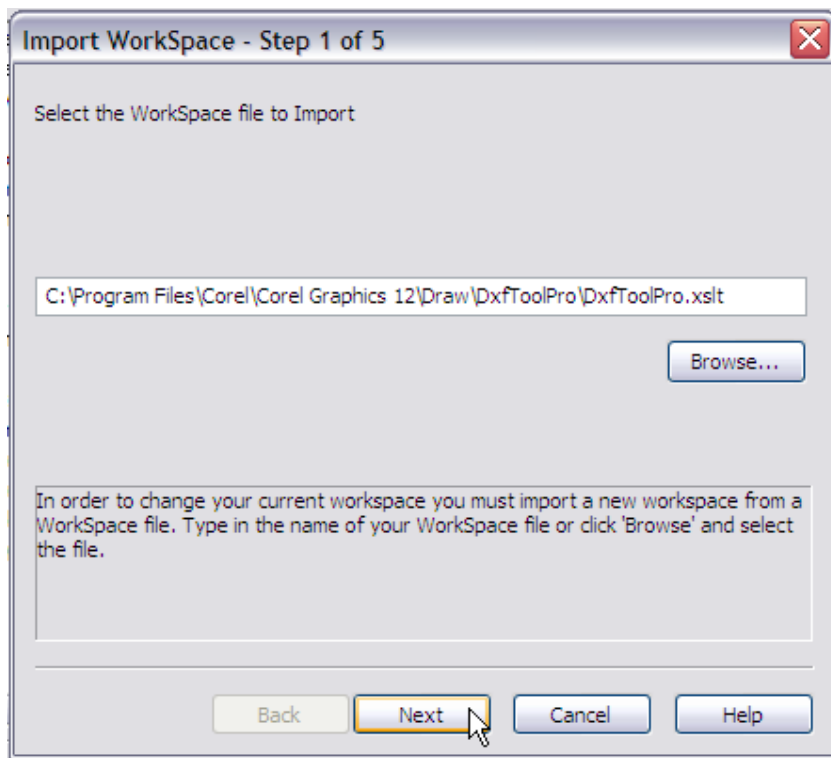 Import WorkSpace - Step 1 of 5
Select the WorkSpace file to Import
C:\Program Files\Corel\Corel Graphics 12\Draw\DxfToolPro\DxfToolPro.xslt
Browse...
In order to change your current workspace you must import a new workspace from a
WorkSpace file. Type in the name of your WorkSpace file or click 'Browse' and select
the file.
Back Next Cancel Help